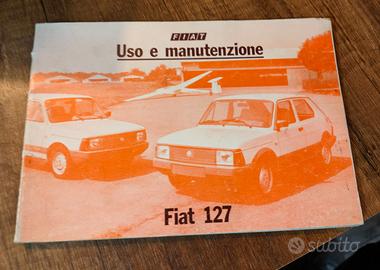 FIAT
Uso e manutenzione
Fiat 127
subito